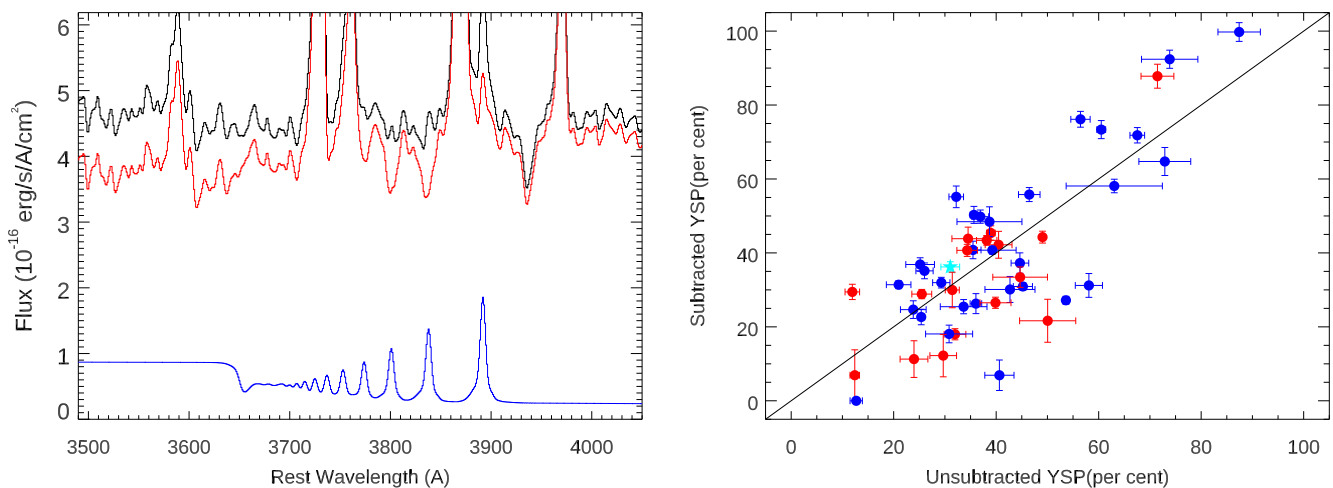 6
5
4
3
2
1
0
Flux (10⁻¹⁶ erg/s/A/cm²)
3500 3600 3700 3800 3900 4000
Rest Wavelength (A)
100
80
60
40
20
0
Subtracted YSP(per cent)
0 20 40 60 80 100
Unsubtracted YSP(per cent)